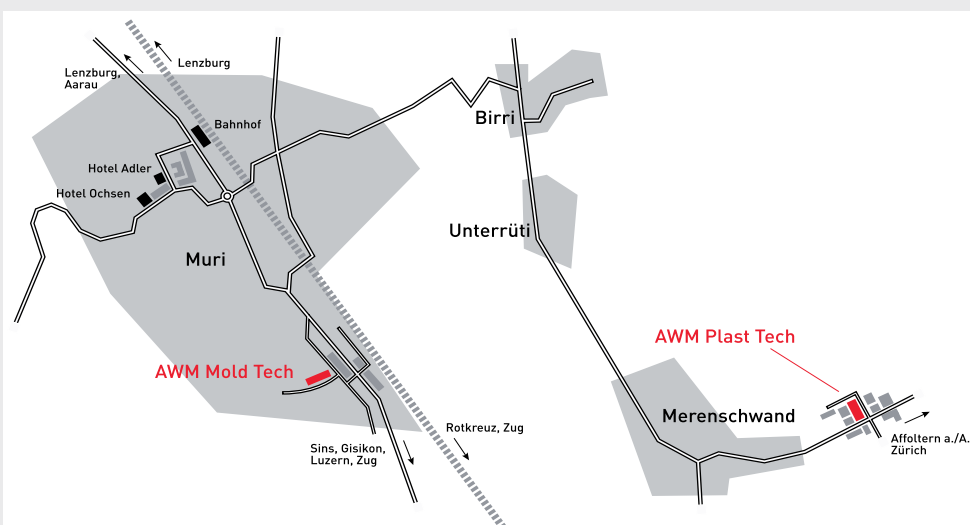 Lenzburg
Lenzburg,
Aarau
Bahnhof
Birri
Hotel Adler
Hotel Ochsen
Unterrüti
Muri
AWM Plast Tech
AWM Mold Tech
Merenschwand
Rotkreuz, Zug
Affoltern a./A.
Zürich
Sins, Gisikon,
Luzern, Zug